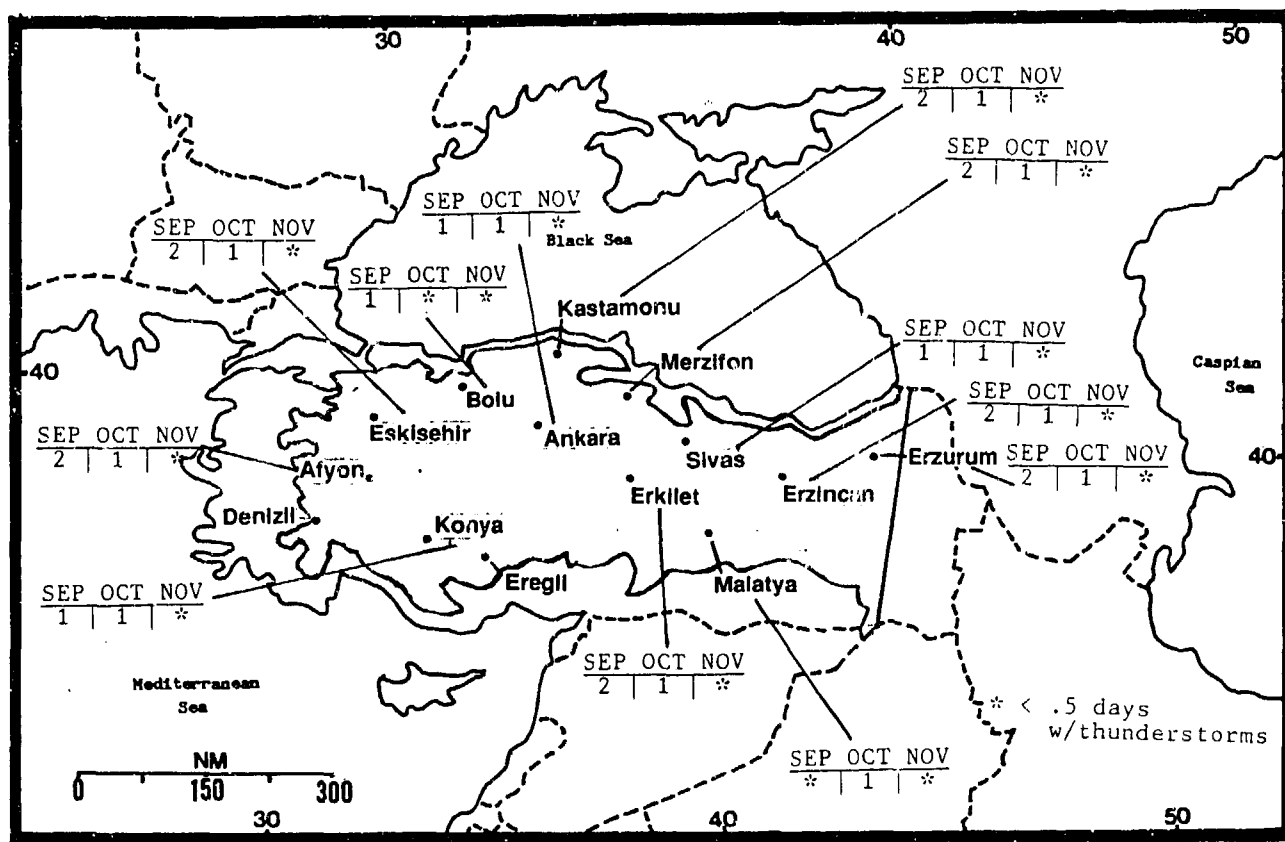 30
40
50
SEP OCT NOV
2 1 *
SEP OCT NOV
2 1 *
SEP OCT NOV
1 1 *
SEP OCT NOV
2 1 *
Black Sea
SEP OCT NOV
1 * *
Kastamonu
SEP OCT NOV
1 1 *
Merzifon
Caspian
Sea
40
Bolu
SEP OCT NOV
2 1 *
Eskisehir
Ankara
SEP OCT NOV
2 1 *
Sivas
Erzurum
SEP OCT NOV
2 1 *
40
Afyon
Erkilet
Erzincan
Denizli
Konya
Eregli
Malatya
SEP OCT NOV
1 1 *
SEP OCT NOV
2 1 *
Mediterranean
Sea
* < .5 days
w/thunderstorms
NM
0 150 300
SEP OCT NOV
* 1 *
30
40
50